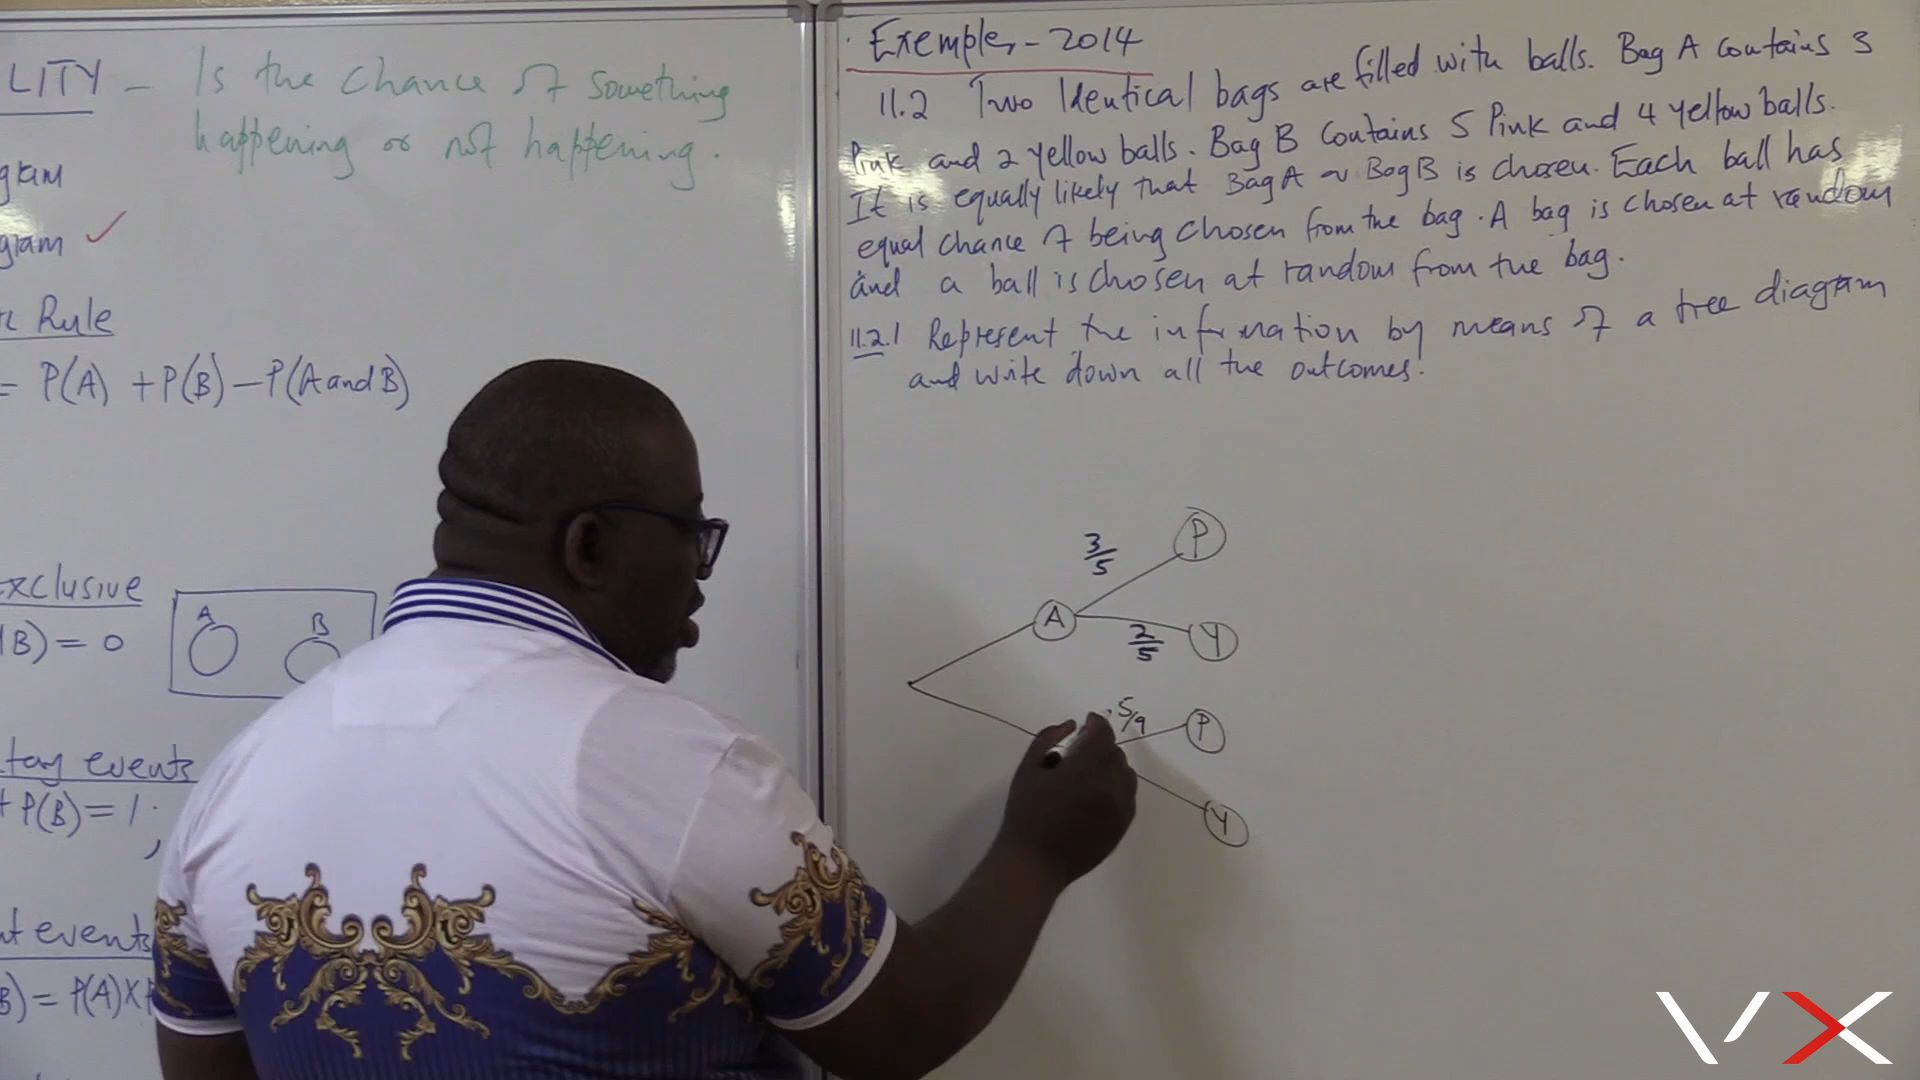 LITY - Is the chance of something
happening or not happening.
gram
gram ✓
Rule
= P(A) + P(B) - P(A and B)
xclusive
B) = 0
A B
tary events
+ P(B) = 1 ;
nt events
B) = P(A) X P
Exempler - 2014
11.2 Two Identical bags are filled with balls. Bag A contains 3
Pink and 2 yellow balls. Bag B contains 5 Pink and 4 yellow balls.
It is equally likely that Bag A or Bag B is chosen. Each ball has
equal chance of being chosen from the bag. A bag is chosen at random
and a ball is chosen at random from the bag.
11.2.1 Represent the information by means of a tree diagram
and write down all the outcomes.
3/5 P
A
2/5 Y
5/9 P
Y
VX